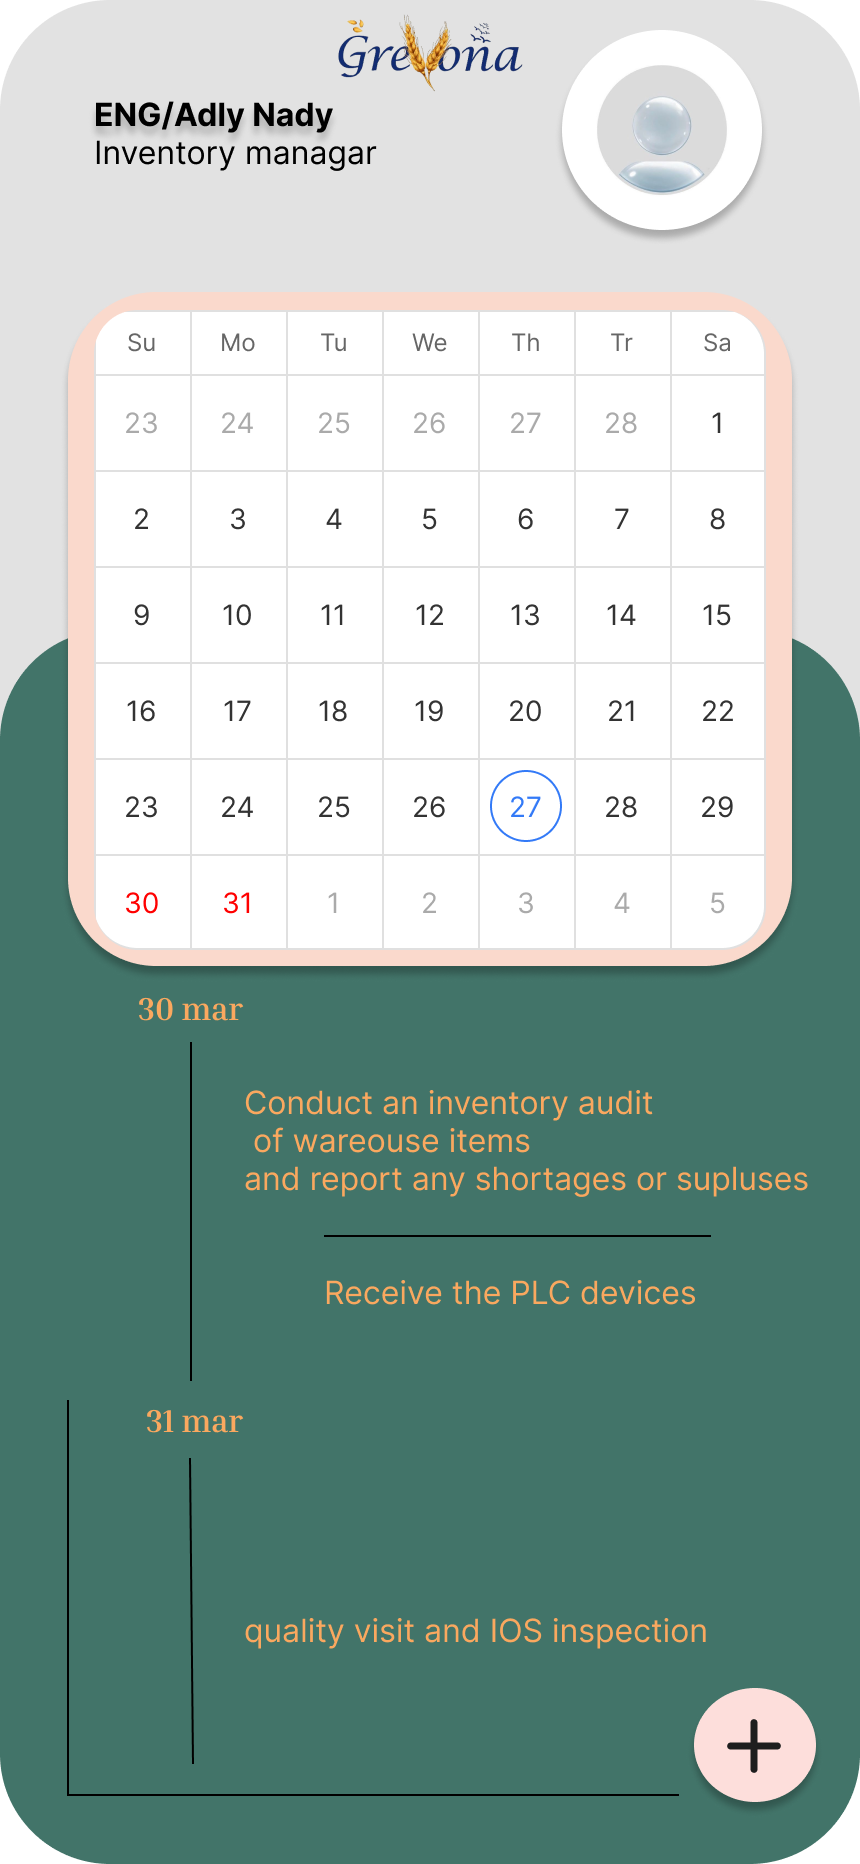 Grevona
ENG/Adly Nady
Inventory managar
Su Mo Tu We Th Tr Sa
23 24 25 26 27 28 1
2 3 4 5 6 7 8
9 10 11 12 13 14 15
16 17 18 19 20 21 22
23 24 25 26 27 28 29
30 31 1 2 3 4 5
30 mar
Conduct an inventory audit
of wareouse items
and report any shortages or supluses
Receive the PLC devices
31 mar
quality visit and IOS inspection